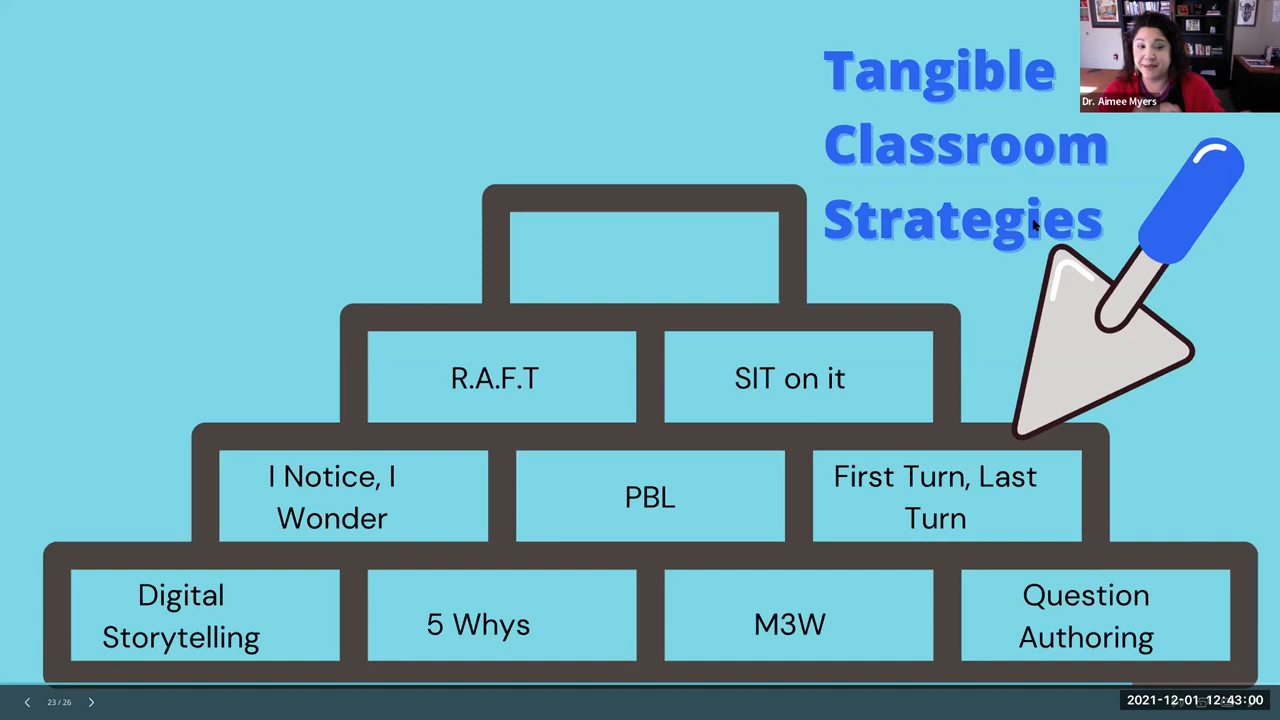 Tangible
Classroom
Strategies
Dr. Aimee Myers
R.A.F.T
SIT on it
I Notice, I
Wonder
PBL
First Turn, Last
Turn
Digital
Storytelling
5 Whys
M3W
Question
Authoring
23 / 26
2021-12-01 12:43:00